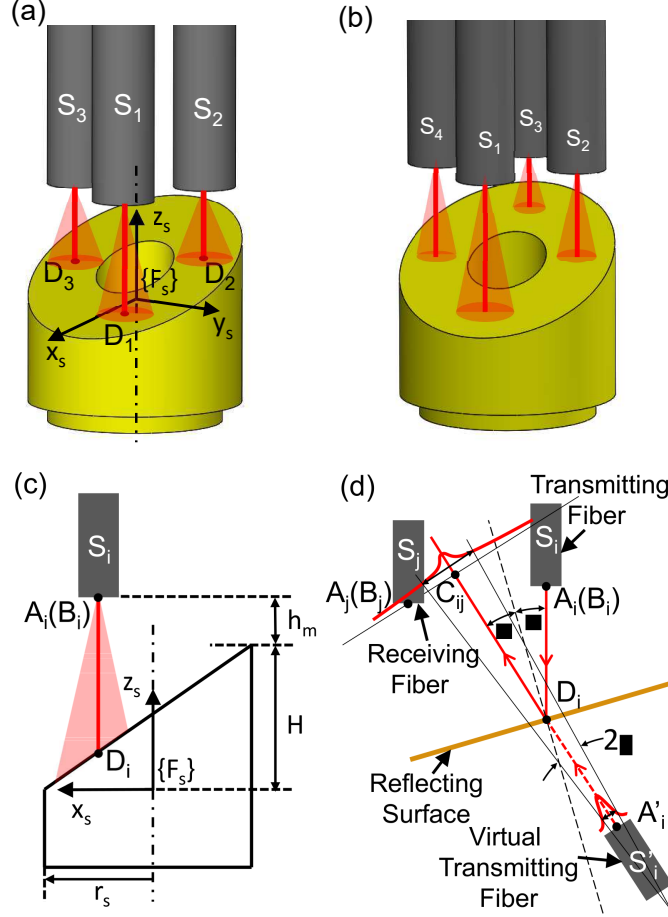 (a)
S₃
S₁
S₂
zₛ
D₃
{Fₛ}
D₂
xₛ
D₁
yₛ
(b)
S₄
S₁
S₃
S₂
(c)
Sᵢ
Aᵢ(Bᵢ)
hₘ
zₛ
H
Dᵢ
{Fₛ}
xₛ
rₛ
(d)
Transmitting
Fiber
Sⱼ
Sᵢ
Aⱼ(Bⱼ)
Cᵢⱼ
Aᵢ(Bᵢ)
Receiving
Fiber
Dᵢ
2
Reflecting
Surface
A'ᵢ
Virtual
Transmitting
Fiber
S'ᵢ